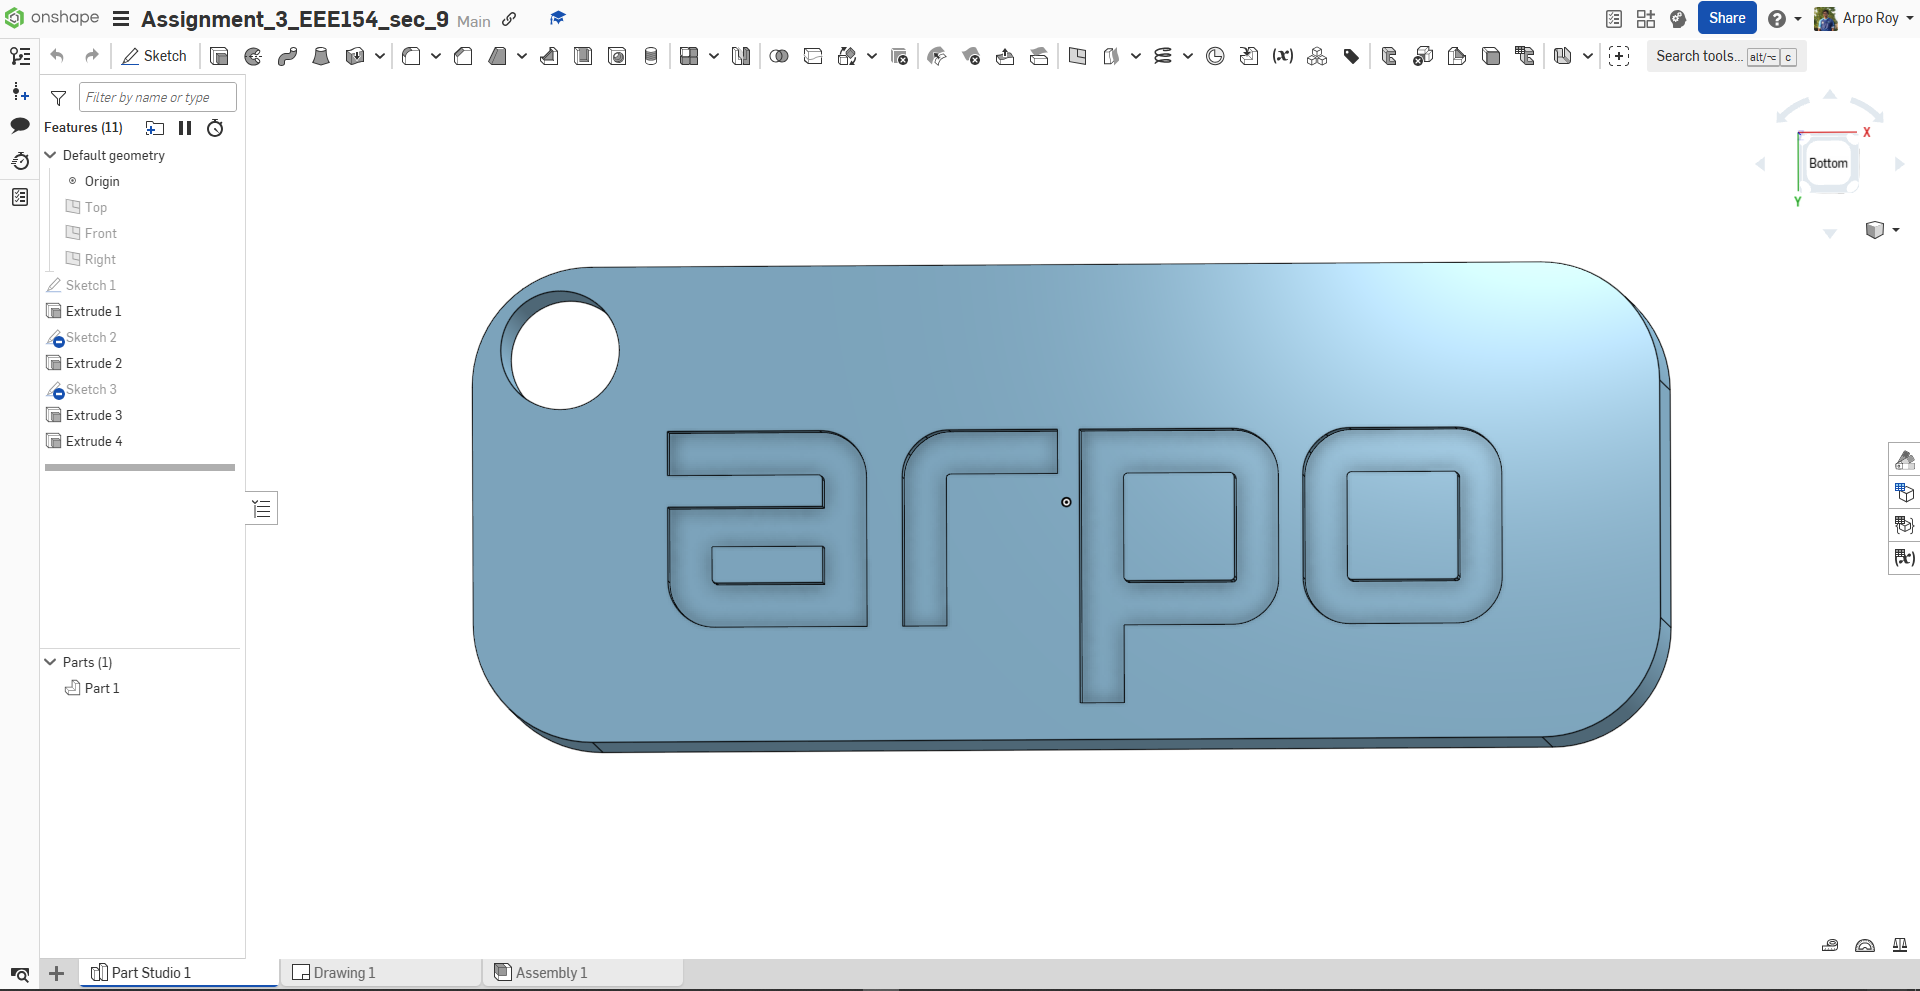 onshape Assignment_3_EEE154_sec_9 Main Share Arpo Roy
Sketch Search tools... alt/⌥ c
Filter by name or type
Features (11)
Default geometry
Origin
Top
Front
Right
Sketch 1
Extrude 1
Sketch 2
Extrude 2
Sketch 3
Extrude 3
Extrude 4
X
Bottom
Y
arpo
Parts (1)
Part 1
Part Studio 1 Drawing 1 Assembly 1